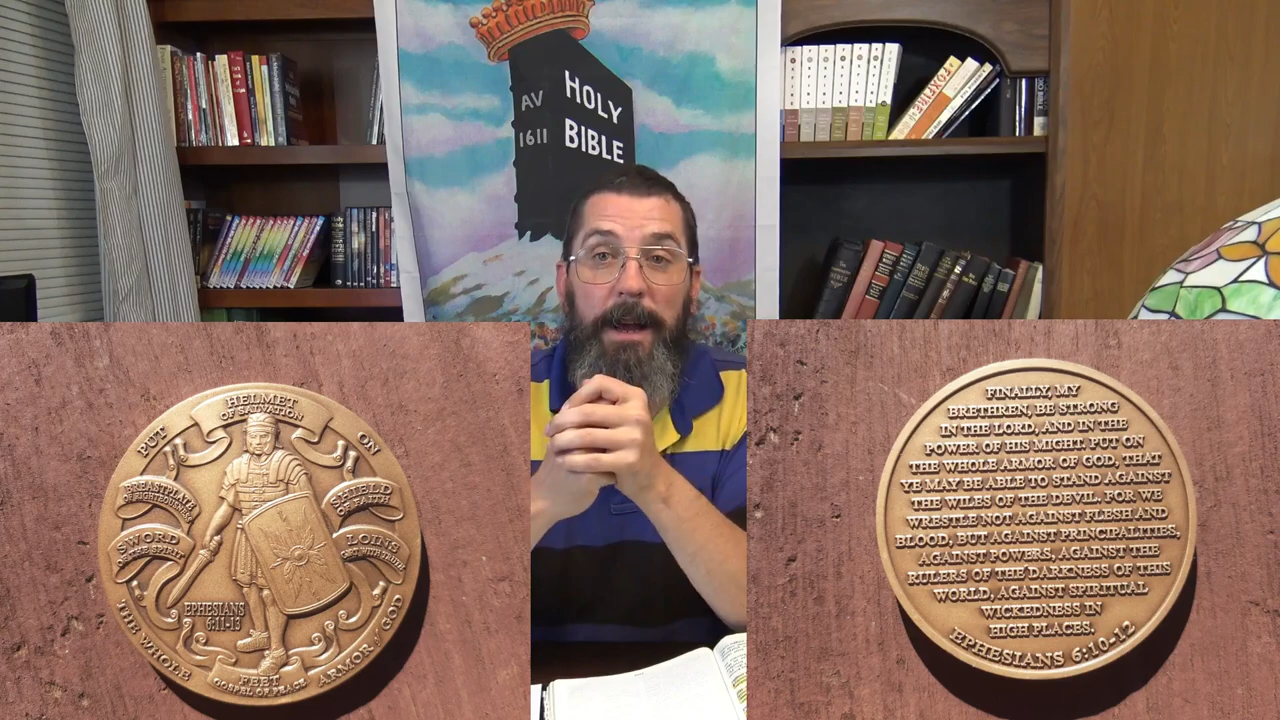 AV
1611
HOLY
BIBLE
FOXFIRE
HELMET
OF SALVATION
PUT
ON
BREASTPLATE
OF RIGHTEOUSNESS
SHIELD
OF FAITH
SWORD
OF THE SPIRIT
LOINS
GIRT WITH TRUTH
EPHESIANS
6:11-13
THE WHOLE
ARMOR of GOD
FEET
GOSPEL OF PEACE
FINALLY, MY
BRETHREN, BE STRONG
IN THE LORD, AND IN THE
POWER OF HIS MIGHT. PUT ON
THE WHOLE ARMOR OF GOD, THAT
YE MAY BE ABLE TO STAND AGAINST
THE WILES OF THE DEVIL. FOR WE
WRESTLE NOT AGAINST FLESH AND
BLOOD, BUT AGAINST PRINCIPALITIES,
AGAINST POWERS, AGAINST THE
RULERS OF THE DARKNESS OF THIS
WORLD, AGAINST SPIRITUAL
WICKEDNESS IN
HIGH PLACES.
EPHESIANS 6:10-12